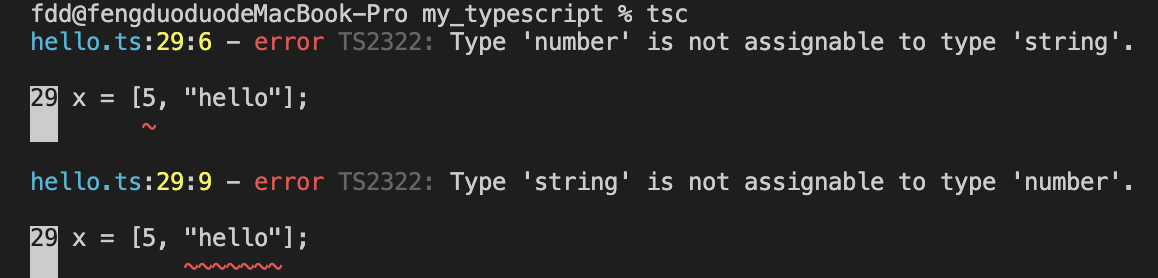 fdd@fengduoduodeMacBook-Pro my_typescript % tsc
hello.ts:29:6 - error TS2322: Type 'number' is not assignable to type 'string'.
29 x = [5, "hello"];
~
hello.ts:29:9 - error TS2322: Type 'string' is not assignable to type 'number'.
29 x = [5, "hello"];
~~~~~~~